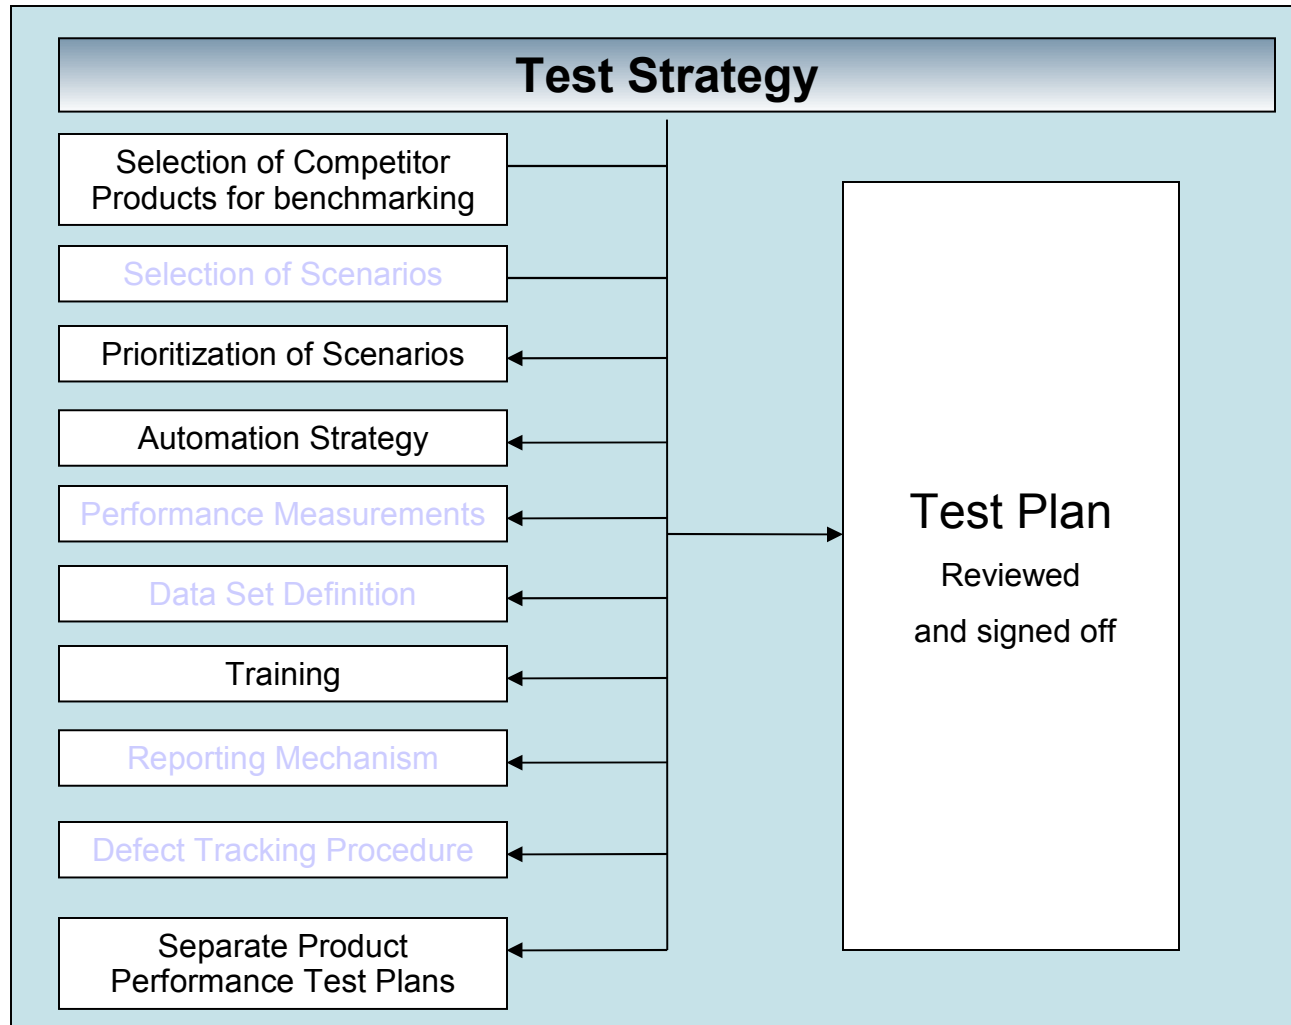 Test Strategy
Selection of Competitor
Products for benchmarking
Selection of Scenarios
Prioritization of Scenarios
Automation Strategy
Performance Measurements
Data Set Definition
Training
Reporting Mechanism
Defect Tracking Procedure
Separate Product
Performance Test Plans
Test Plan
Reviewed
and signed off